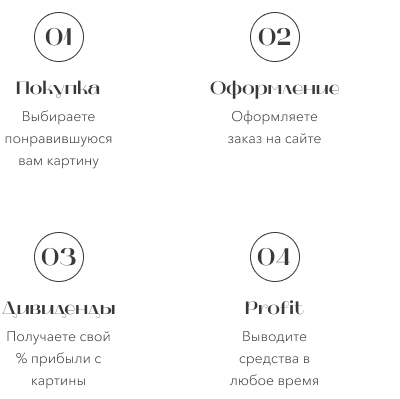 01
Покупка
Выбираете
понравившуюся
вам картину
02
Оформление
Оформляете
заказ на сайте
03
Дивиденды
Получаете свой
% прибыли с
картины
04
Profit
Выводите
средства в
любое время